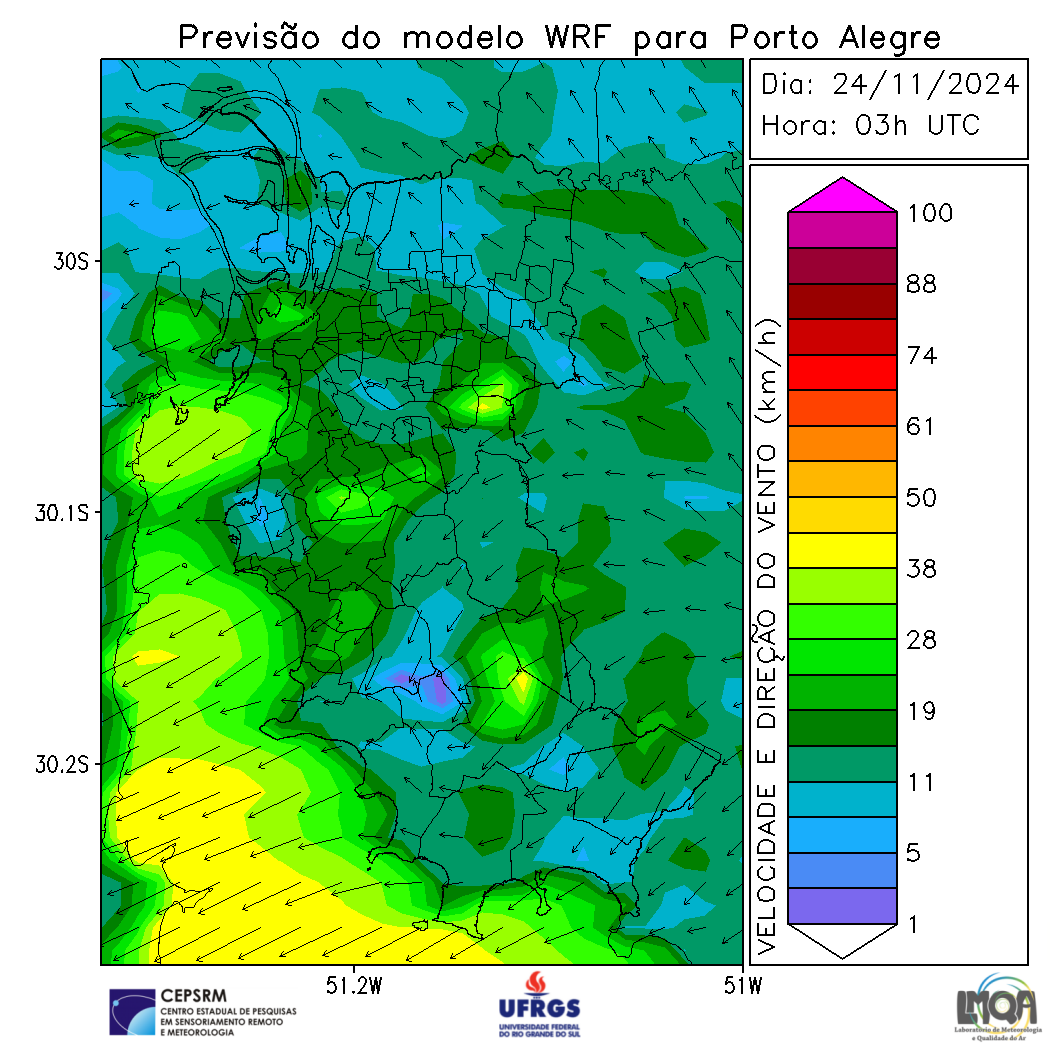 Previsão do modelo WRF para Porto Alegre
Dia: 24/11/2024
Hora: 03h UTC
30S
30.1S
30.2S
51.2W
51W
VELOCIDADE E DIREÇÃO DO VENTO (km/h)
100
88
74
61
50
38
28
19
11
5
1
CEPSRM
CENTRO ESTADUAL DE PESQUISAS
EM SENSORIAMENTO REMOTO
E METEOROLOGIA
UFRGS
UNIVERSIDADE FEDERAL
DO RIO GRANDE DO SUL
LMQA
Laboratório de Meteorologia
e Qualidade do Ar